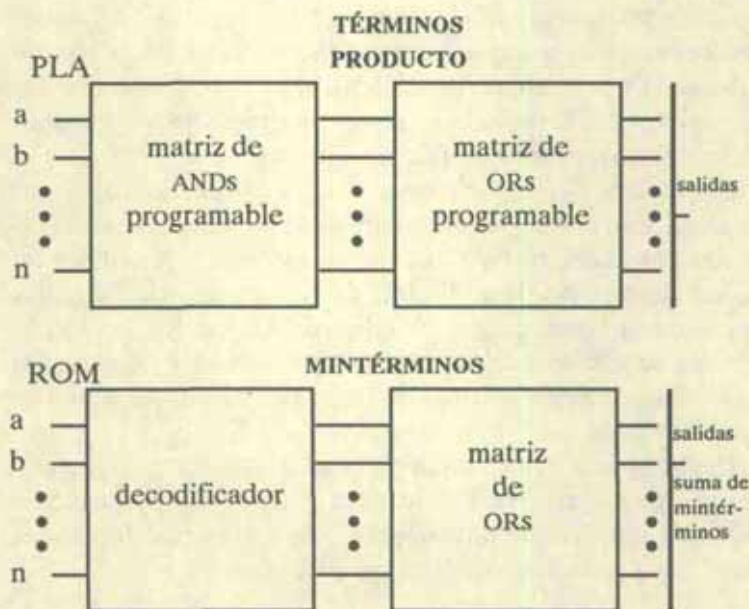 TÉRMINOS
PRODUCTO
PLA
a
b
n
matriz de
ANDs
programable
matriz de
ORs
programable
salidas
MINTÉRMINOS
ROM
a
b
n
decodificador
matriz
de
ORs
salidas
suma de
mintér-
minos